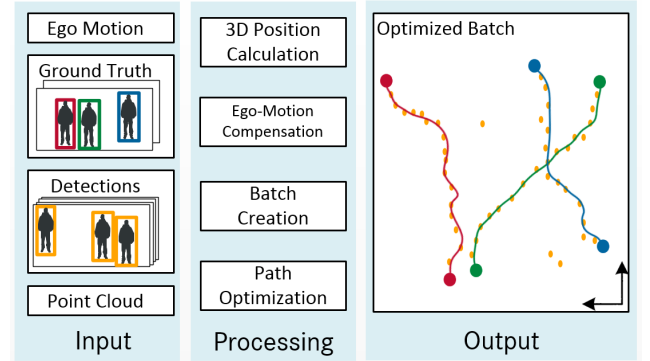 Ego Motion
Ground Truth
Detections
Point Cloud
Input
3D Position
Calculation
Ego-Motion
Compensation
Batch
Creation
Path
Optimization
Processing
Optimized Batch
Output